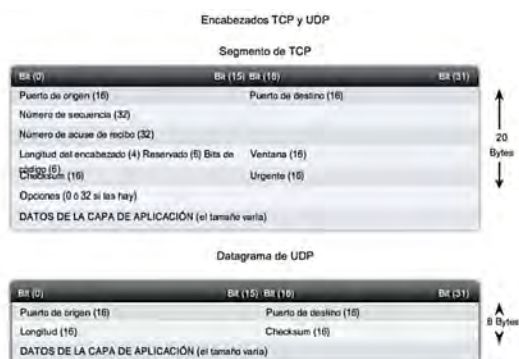 Encabezados TCP y UDP
Segmento de TCP
Bit (0) Bit (15) Bit (16) Bit (31)
Puerto de origen (16) Puerto de destino (16)
Número de secuencia (32)
Número de acuse de recibo (32)
Longitud del encabezado (4) Reservado (6) Bits de código (6) Ventana (16)
Checksum (16) Urgente (16)
Opciones (0 ó 32 si las hay)
DATOS DE LA CAPA DE APLICACIÓN (el tamaño varía)
20
Bytes
Datagrama de UDP
Bit (0) Bit (15) Bit (16) Bit (31)
Puerto de origen (16) Puerto de destino (16)
Longitud (16) Checksum (16)
DATOS DE LA CAPA DE APLICACIÓN (el tamaño varía)
8 Bytes